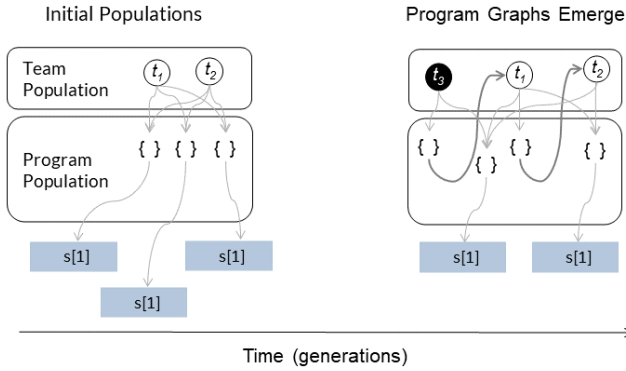 Initial Populations
Program Graphs Emerge
Team
Population
t1
t2
t3
t1
t2
Program
Population
{ } { } { }
{ }
{ }
{ }
{ }
s[1]
s[1]
s[1]
s[1]
s[1]
Time (generations)